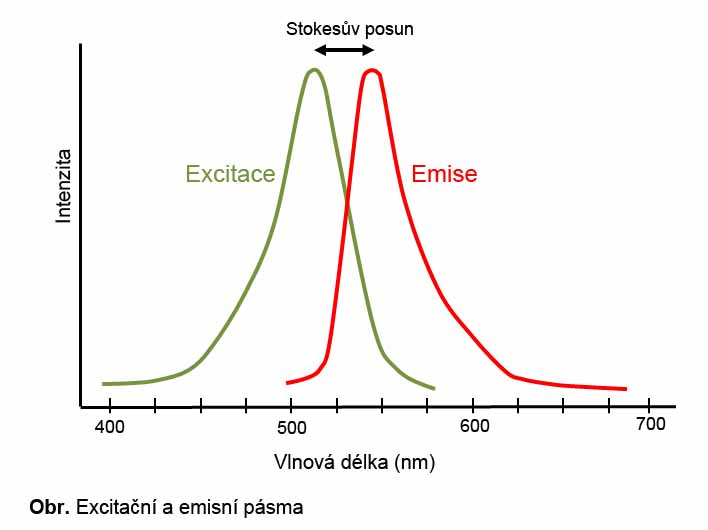 Stokesův posun
Intenzita
Excitace
Emise
400
500
600
700
Vlnová délka (nm)
Obr. Excitační a emisní pásma